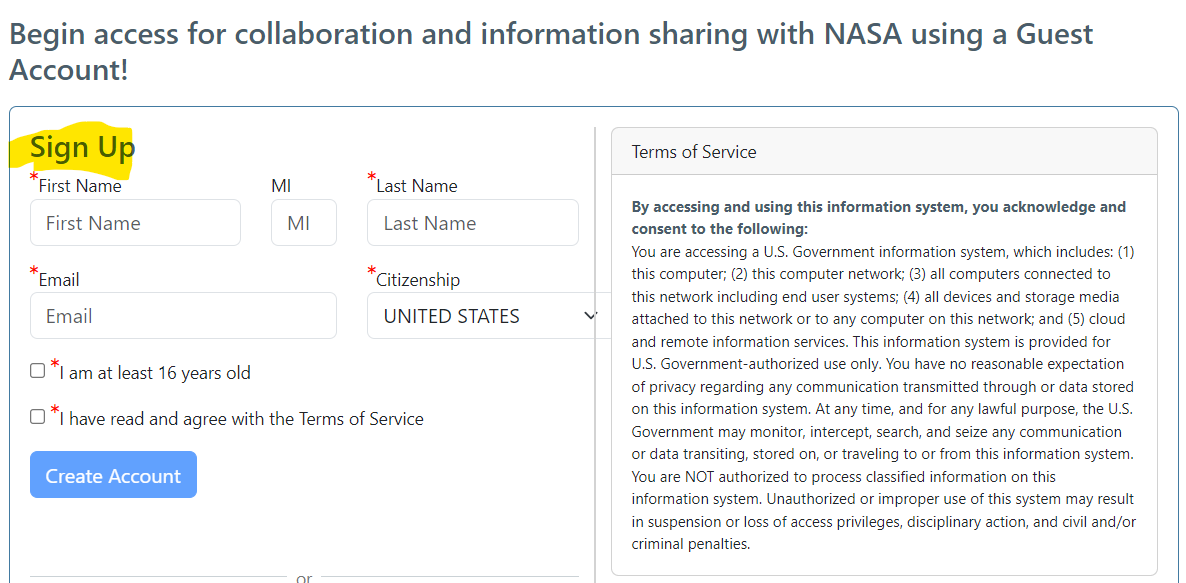 Begin access for collaboration and information sharing with NASA using a Guest
Account!
Sign Up
*First Name
MI
*Last Name
First Name
MI
Last Name
*Email
*Citizenship
Email
UNITED STATES
*I am at least 16 years old
*I have read and agree with the Terms of Service
Create Account
or
Terms of Service
By accessing and using this information system, you acknowledge and
consent to the following:
You are accessing a U.S. Government information system, which includes: (1)
this computer; (2) this computer network; (3) all computers connected to
this network including end user systems; (4) all devices and storage media
attached to this network or to any computer on this network; and (5) cloud
and remote information services. This information system is provided for
U.S. Government-authorized use only. You have no reasonable expectation
of privacy regarding any communication transmitted through or data stored
on this information system. At any time, and for any lawful purpose, the U.S.
Government may monitor, intercept, search, and seize any communication
or data transiting, stored on, or traveling to or from this information system.
You are NOT authorized to process classified information on this
information system. Unauthorized or improper use of this system may result
in suspension or loss of access privileges, disciplinary action, and civil and/or
criminal penalties.